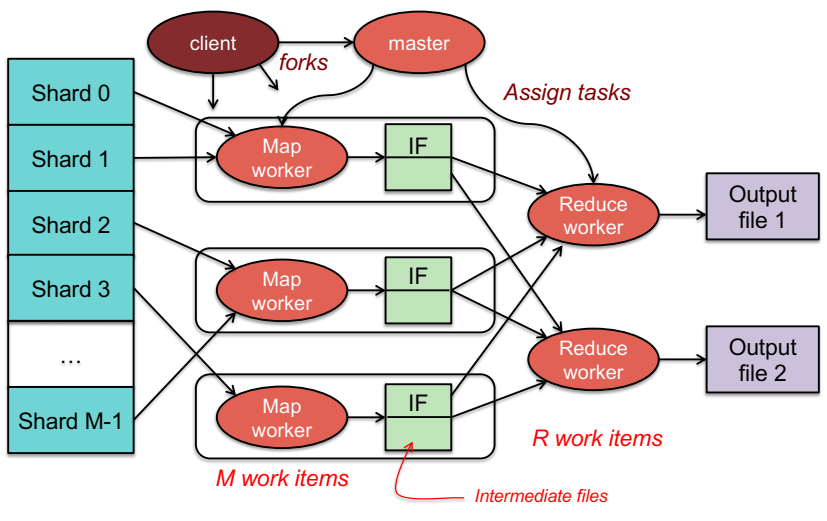 client
forks
master
Assign tasks
Shard 0
Shard 1
Shard 2
Shard 3
...
Shard M-1
Map
worker
IF
Map
worker
IF
Map
worker
IF
Reduce
worker
Reduce
worker
Output
file 1
Output
file 2
M work items
R work items
Intermediate files